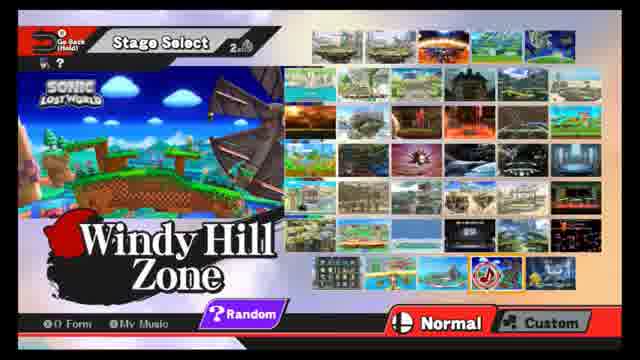 Go Back
(Hold)
Stage Select
2
?
SONIC
LOST WORLD
Windy Hill
Zone
Ω Form
My Music
? Random
Normal
Custom